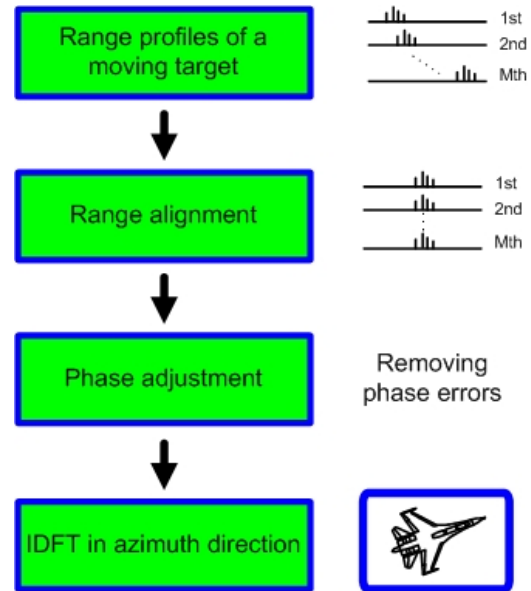 Range profiles of a
moving target
1st
2nd
Mth
Range alignment
1st
2nd
Mth
Phase adjustment
Removing
phase errors
IDFT in azimuth direction